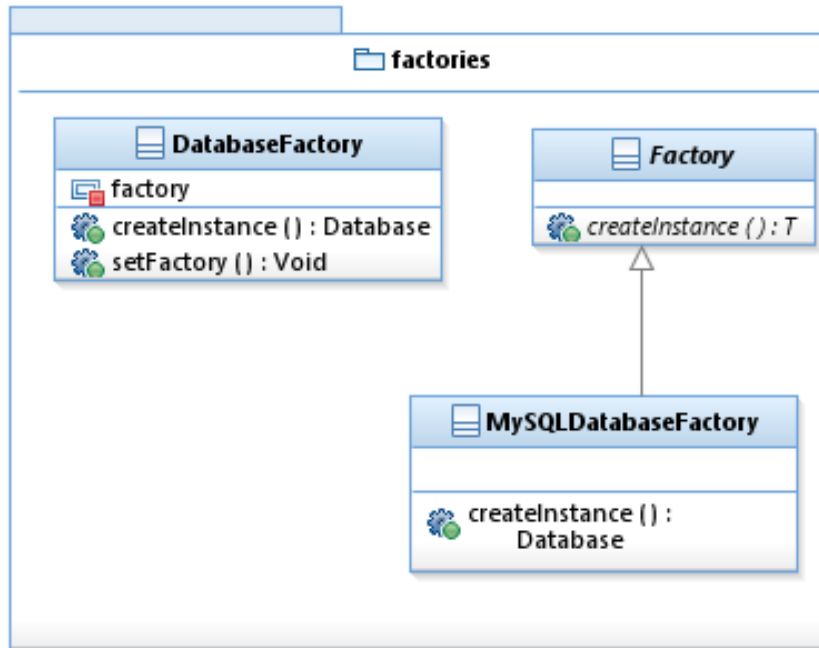 factories
DatabaseFactory
factory
createInstance () : Database
setFactory () : Void
Factory
createInstance () : T
MySQLDatabaseFactory
createInstance () :
Database